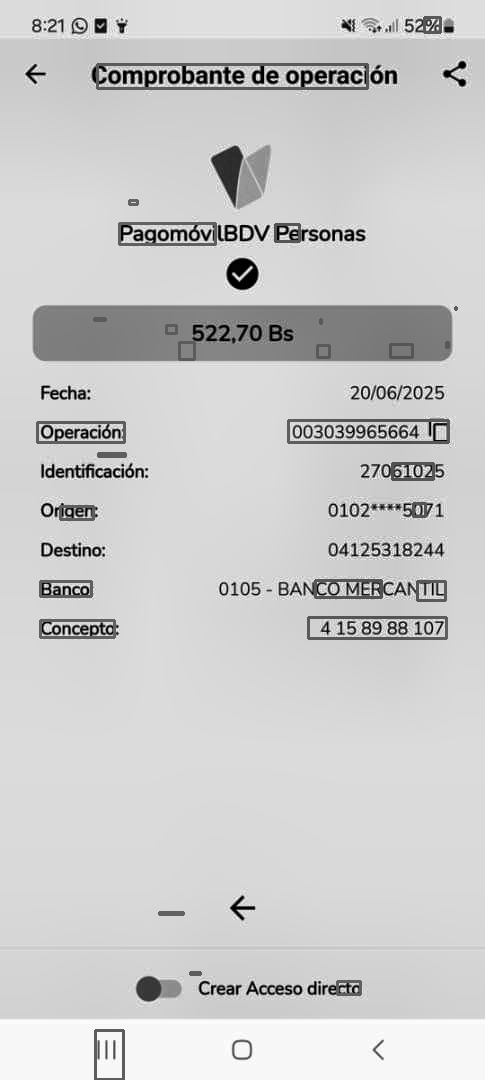 8:21 52%
Comprobante de operación
PagomóvilBDV Personas
522,70 Bs
Fecha: 20/06/2025
Operación: 003039965664
Identificación: 27061025
Origen: 0102****5071
Destino: 04125318244
Banco 0105 - BANCO MERCANTIL
Concepto: 4 15 89 88 107
Crear Acceso directo